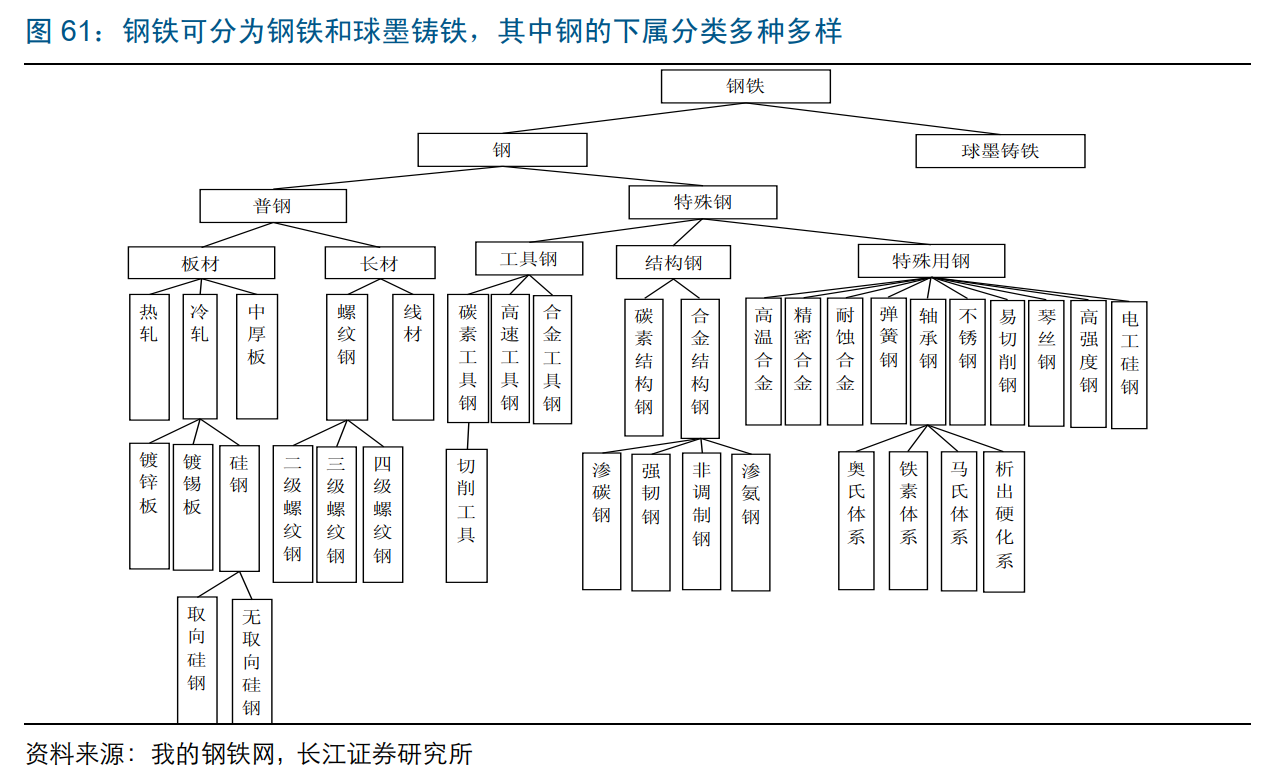 图 61：钢铁可分为钢铁和球墨铸铁，其中钢的下属分类多种多样
钢铁
钢
球墨铸铁
普钢
特殊钢
板材
长材
工具钢
结构钢
特殊用钢
热轧
冷轧
中厚板
螺纹钢
线材
碳素工具钢
高速工具钢
合金工具钢
碳素结构钢
合金结构钢
高温合金
精密合金
耐蚀合金
弹簧钢
轴承钢
不锈钢
易切削钢
琴丝钢
高强度钢
电工硅钢
镀锌板
镀锡板
硅钢
二级螺纹钢
三级螺纹钢
四级螺纹钢
切削工具
渗碳钢
强韧钢
非调制钢
渗氨钢
奥氏体系
铁素体系
马氏体系
析出硬化系
取向硅钢
无取向硅钢
资料来源：我的钢铁网, 长江证券研究所